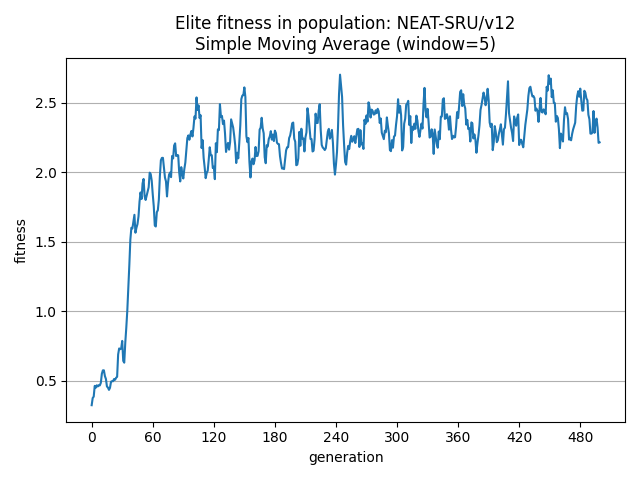 Elite fitness in population: NEAT-SRU/v12
Simple Moving Average (window=5)
fitness
2.5
2.0
1.5
1.0
0.5
0 60 120 180 240 300 360 420 480
generation